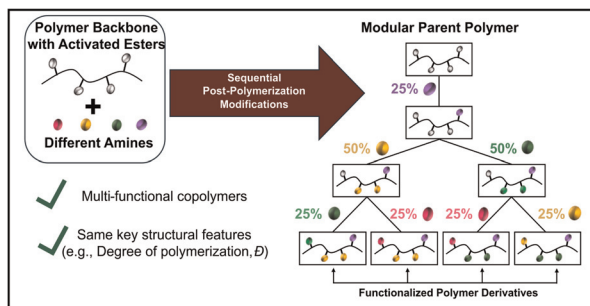 Polymer Backbone
with Activated Esters
+
Different Amines
Multi-functional copolymers
Same key structural features
(e.g., Degree of polymerization, Đ)
Sequential
Post-Polymerization
Modifications
Modular Parent Polymer
25%
50%
50%
25%
25%
25%
25%
Functionalized Polymer Derivatives